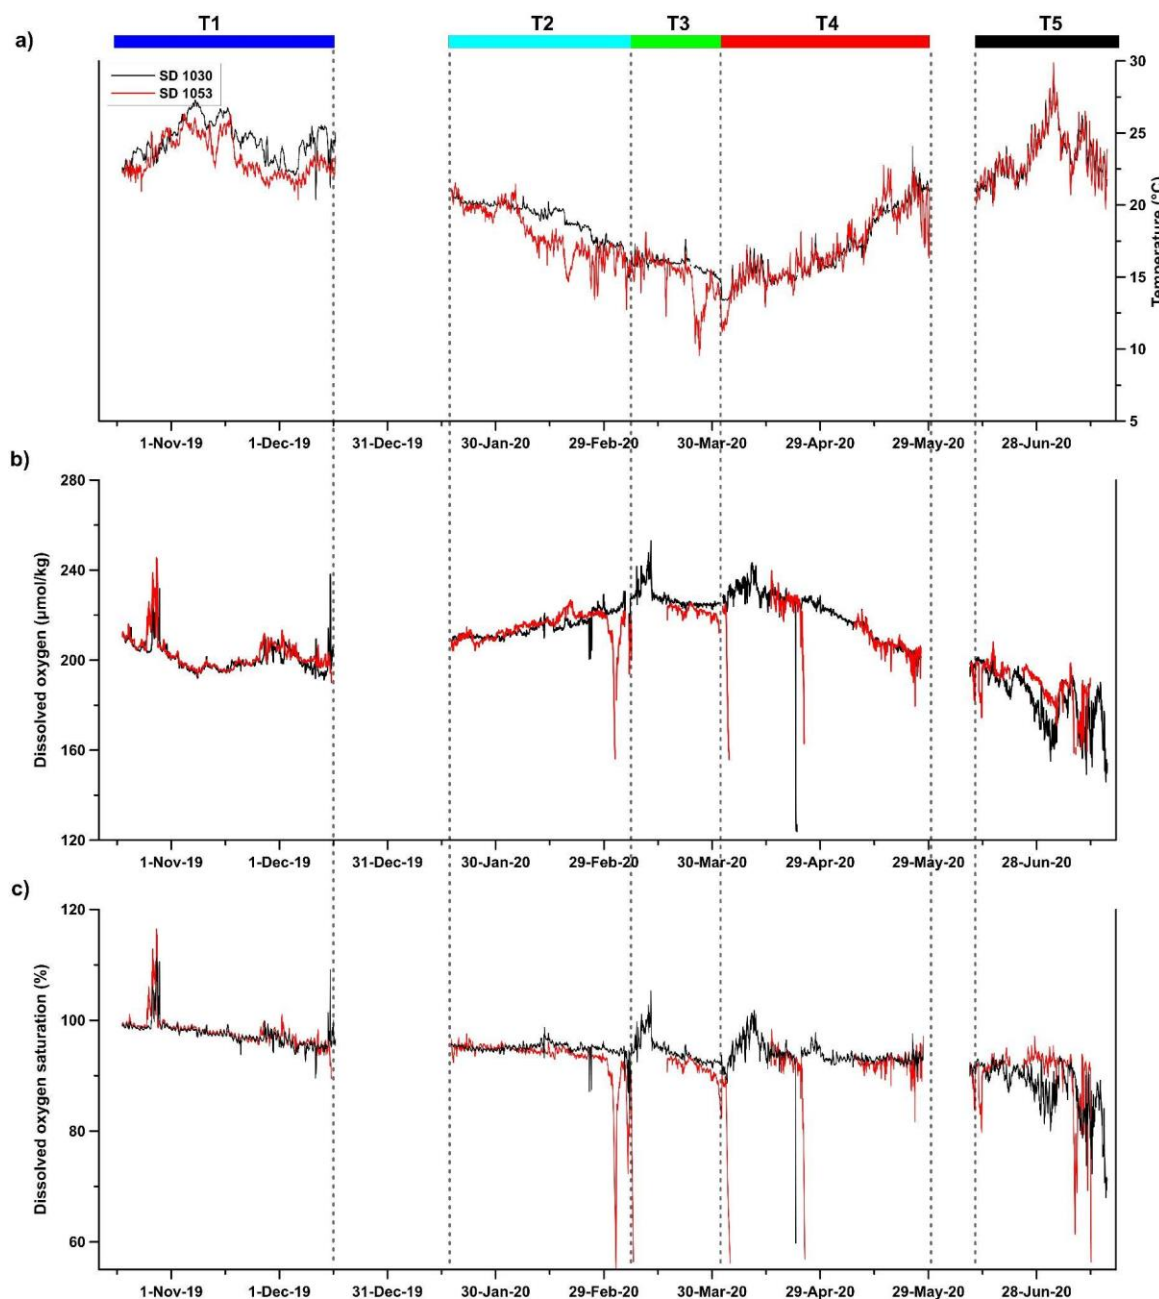 T1 T2 T3 T4 T5
a)
SD 1030
SD 1053
30
25
20
15
10
5
Temperature (°C)
1-Nov-19 1-Dec-19 31-Dec-19 30-Jan-20 29-Feb-20 30-Mar-20 29-Apr-20 29-May-20 28-Jun-20
b)
280
240
200
160
120
Dissolved oxygen (µmol/kg)
1-Nov-19 1-Dec-19 31-Dec-19 30-Jan-20 29-Feb-20 30-Mar-20 29-Apr-20 29-May-20 28-Jun-20
c)
120
100
80
60
Dissolved oxygen saturation (%)
1-Nov-19 1-Dec-19 31-Dec-19 30-Jan-20 29-Feb-20 30-Mar-20 29-Apr-20 29-May-20 28-Jun-20